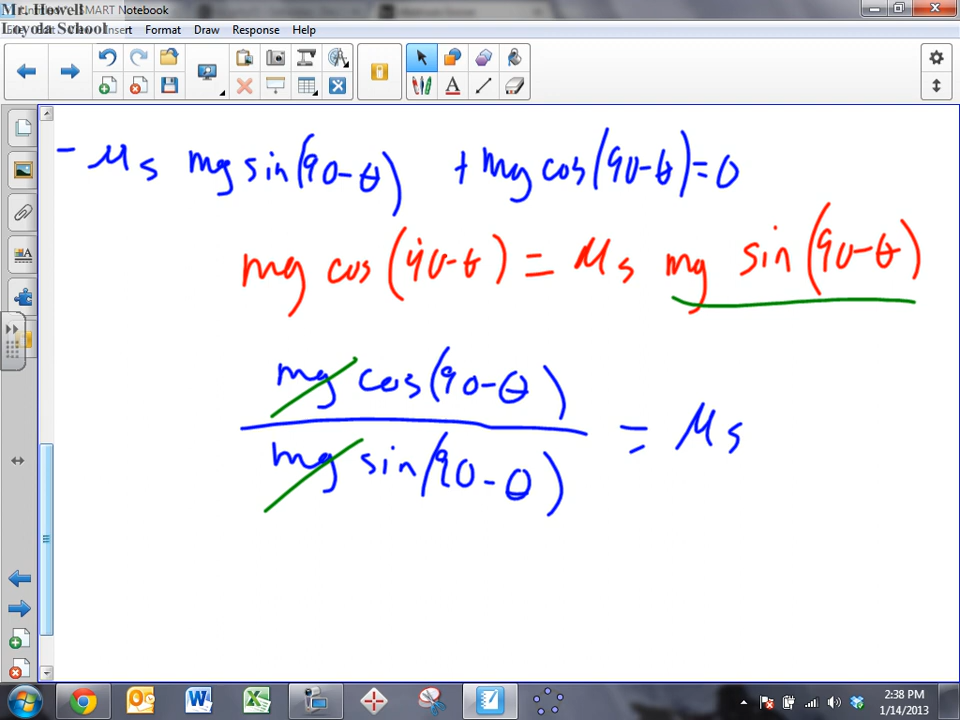 Mr. Howell
Loyola School
SMART Notebook
Insert Format Draw Response Help
- μs mg sin(90-θ) + mg cos(90-θ)=0
mg cos(90-θ) = μs mg sin(90-θ)
mg cos(90-θ)
mg sin(90-θ)
= μs
2:38 PM
1/14/2013